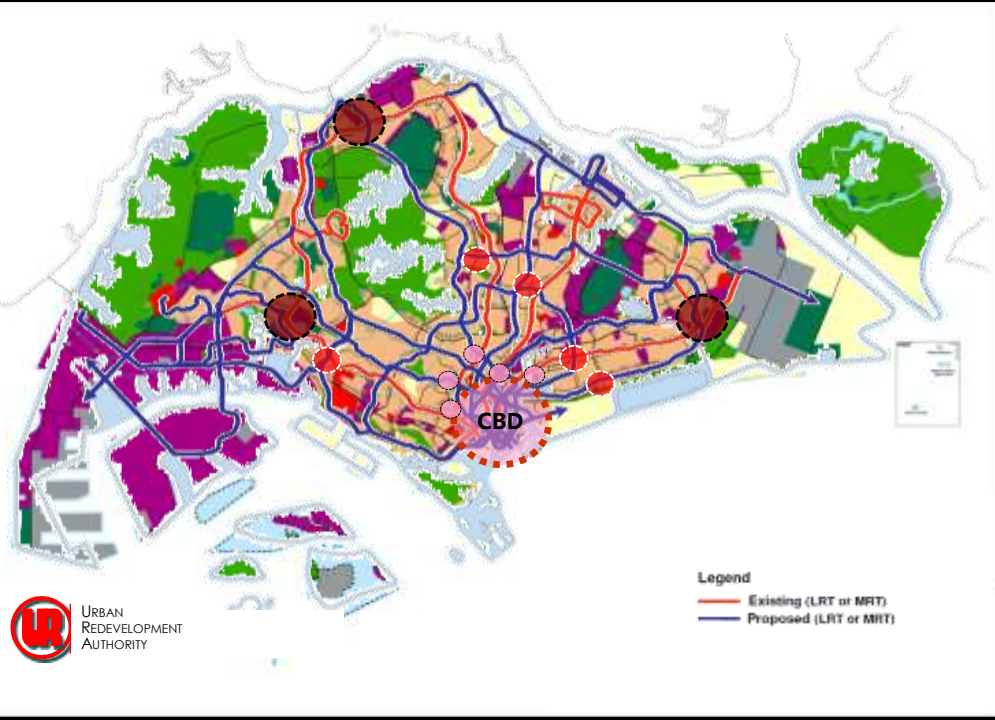 CBD
Legend
Existing (LRT or MRT)
Proposed (LRT or MRT)
URBAN
REDEVELOPMENT
AUTHORITY